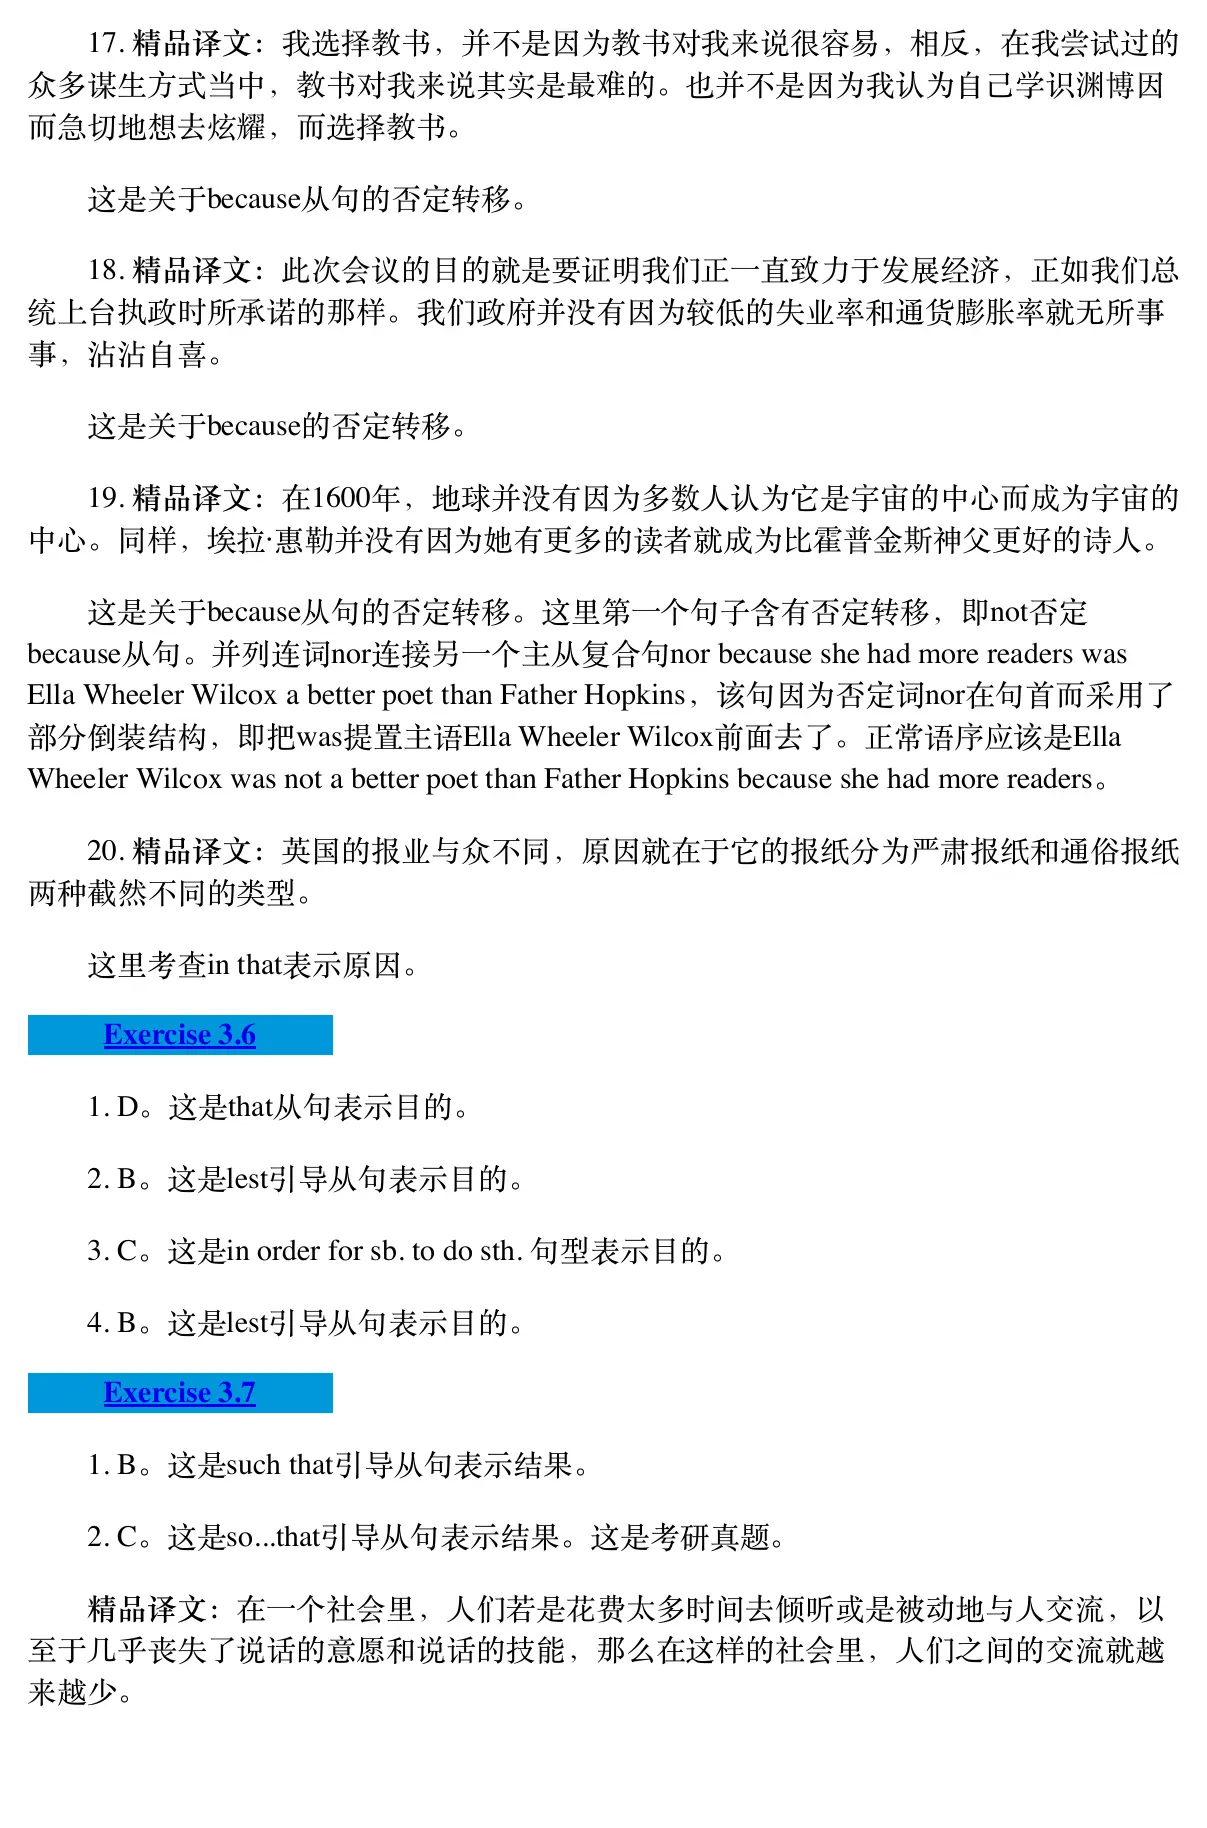 17. 精品译文：我选择教书，并不是因为教书对我来说很容易，相反，在我尝试过的
众多谋生方式当中，教书对我来说其实是最难的。也并不是因为我认为自己学识渊博因
而急切地想去炫耀，而选择教书。
这是关于because从句的否定转移。
18. 精品译文：此次会议的目的就是要证明我们正一直致力于发展经济，正如我们总
统上台执政时所承诺的那样。我们政府并没有因为较低的失业率和通货膨胀率就无所事
事，沾沾自喜。
这是关于because的否定转移。
19. 精品译文：在1600年，地球并没有因为多数人认为它是宇宙的中心而成为宇宙的
中心。同样，埃拉·惠勒并没有因为她有更多的读者就成为比霍普金斯神父更好的诗人。
这是关于because从句的否定转移。这里第一个句子含有否定转移，即not否定
because从句。并列连词nor连接另一个主从复合句nor because she had more readers was
Ella Wheeler Wilcox a better poet than Father Hopkins，该句因为否定词nor在句首而采用了
部分倒装结构，即把was提置主语Ella Wheeler Wilcox前面去了。正常语序应该是Ella
Wheeler Wilcox was not a better poet than Father Hopkins because she had more readers。
20. 精品译文：英国的报业与众不同，原因就在于它的报纸分为严肃报纸和通俗报纸
两种截然不同的类型。
这里考查in that表示原因。
Exercise 3.6
1. D。这是that从句表示目的。
2. B。这是lest引导从句表示目的。
3. C。这是in order for sb. to do sth. 句型表示目的。
4. B。这是lest引导从句表示目的。
Exercise 3.7
1. B。这是such that引导从句表示结果。
2. C。这是so...that引导从句表示结果。这是考研真题。
精品译文：在一个社会里，人们若是花费太多时间去倾听或是被动地与人交流，以
至于几乎丧失了说话的意愿和说话的技能，那么在这样的社会里，人们之间的交流就越
来越少。